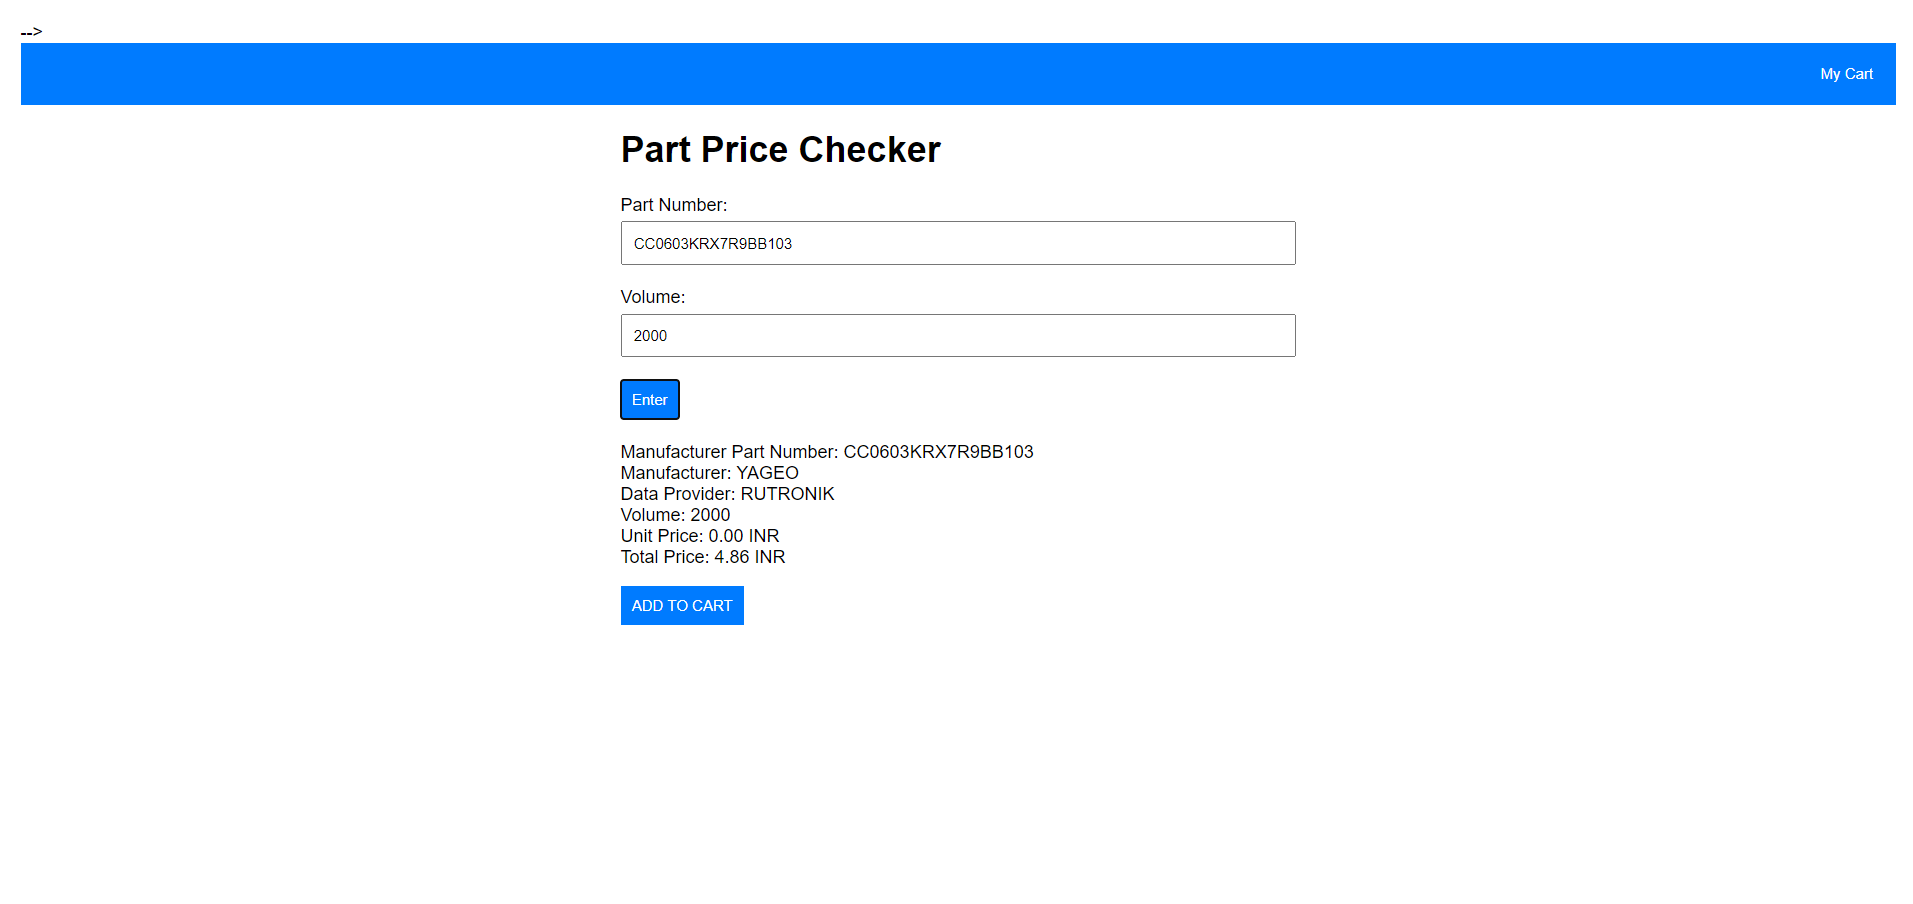 -->
My Cart
Part Price Checker
Part Number:
CC0603KRX7R9BB103
Volume:
2000
Enter
Manufacturer Part Number: CC0603KRX7R9BB103
Manufacturer: YAGEO
Data Provider: RUTRONIK
Volume: 2000
Unit Price: 0.00 INR
Total Price: 4.86 INR
ADD TO CART